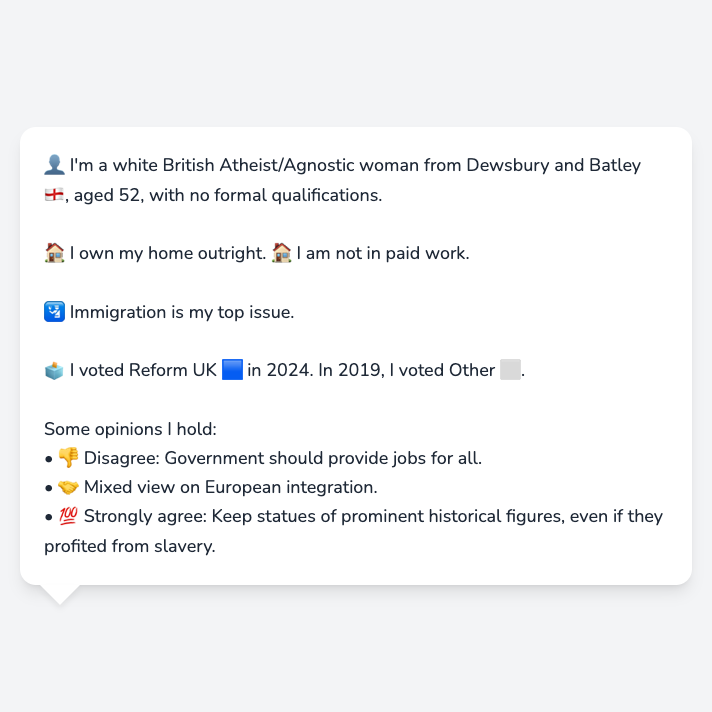 👤 I'm a white British Atheist/Agnostic woman from Dewsbury and Batley
🏴󠁧󠁢󠁥󠁮󠁧󠁿, aged 52, with no formal qualifications.
🏠 I own my home outright. 🏠 I am not in paid work.
🛂 Immigration is my top issue.
🗳️ I voted Reform UK 🟦 in 2024. In 2019, I voted Other ⬜.
Some opinions I hold:
• 👎 Disagree: Government should provide jobs for all.
• 🤝 Mixed view on European integration.
• 💯 Strongly agree: Keep statues of prominent historical figures, even if they
profited from slavery.